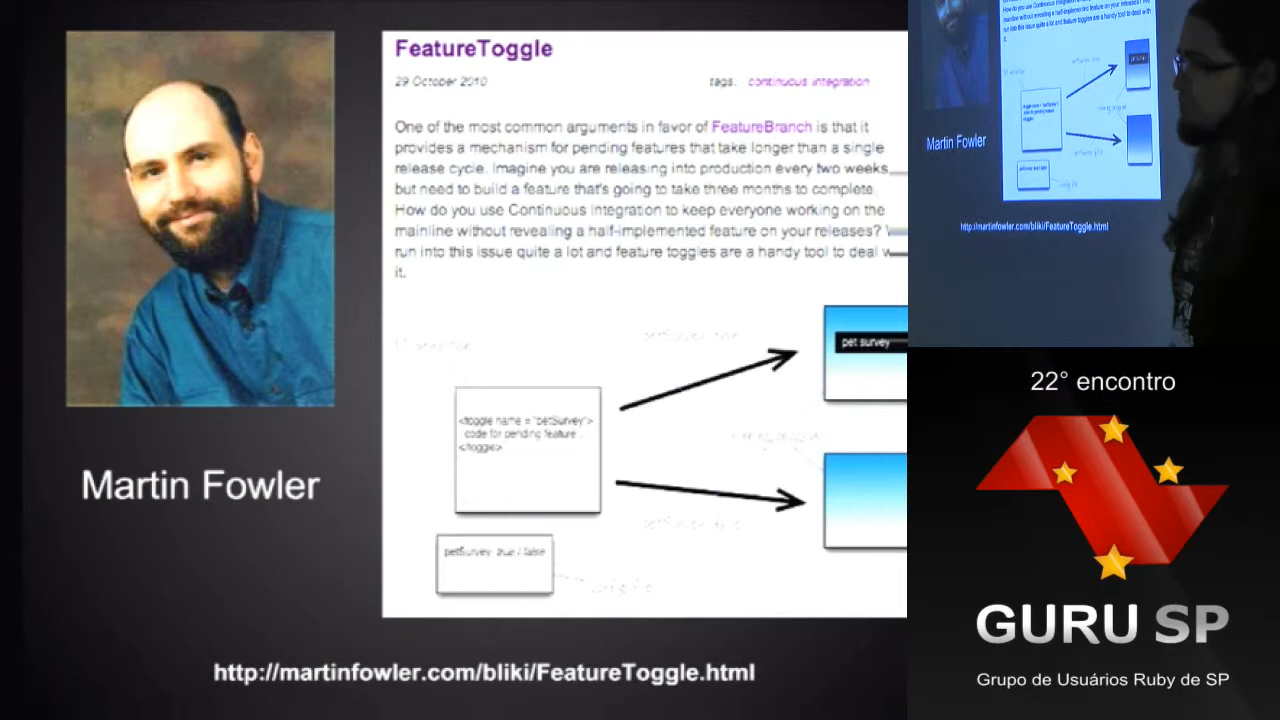 FeatureToggle
29 October 2010
tags: continuous integration
One of the most common arguments in favor of FeatureBranch is that it
provides a mechanism for pending features that take longer than a single
release cycle. Imagine you are releasing into production every two weeks
but need to build a feature that's going to take three months to complete
How do you use Continuous Integration to keep everyone working on the
mainline without revealing a half-implemented feature on your releases?
run into this issue quite a lot and feature toggles are a handy tool to deal
it.
pet survey
<toggle name = "petSurvey">
code for pending feature ..
</toggle>
petSurvey: true / false
Martin Fowler
http://martinfowler.com/bliki/FeatureToggle.html
Martin Fowler
http://martinfowler.com/bliki/FeatureToggle.html
22° encontro
GURU SP
Grupo de Usuários Ruby de SP